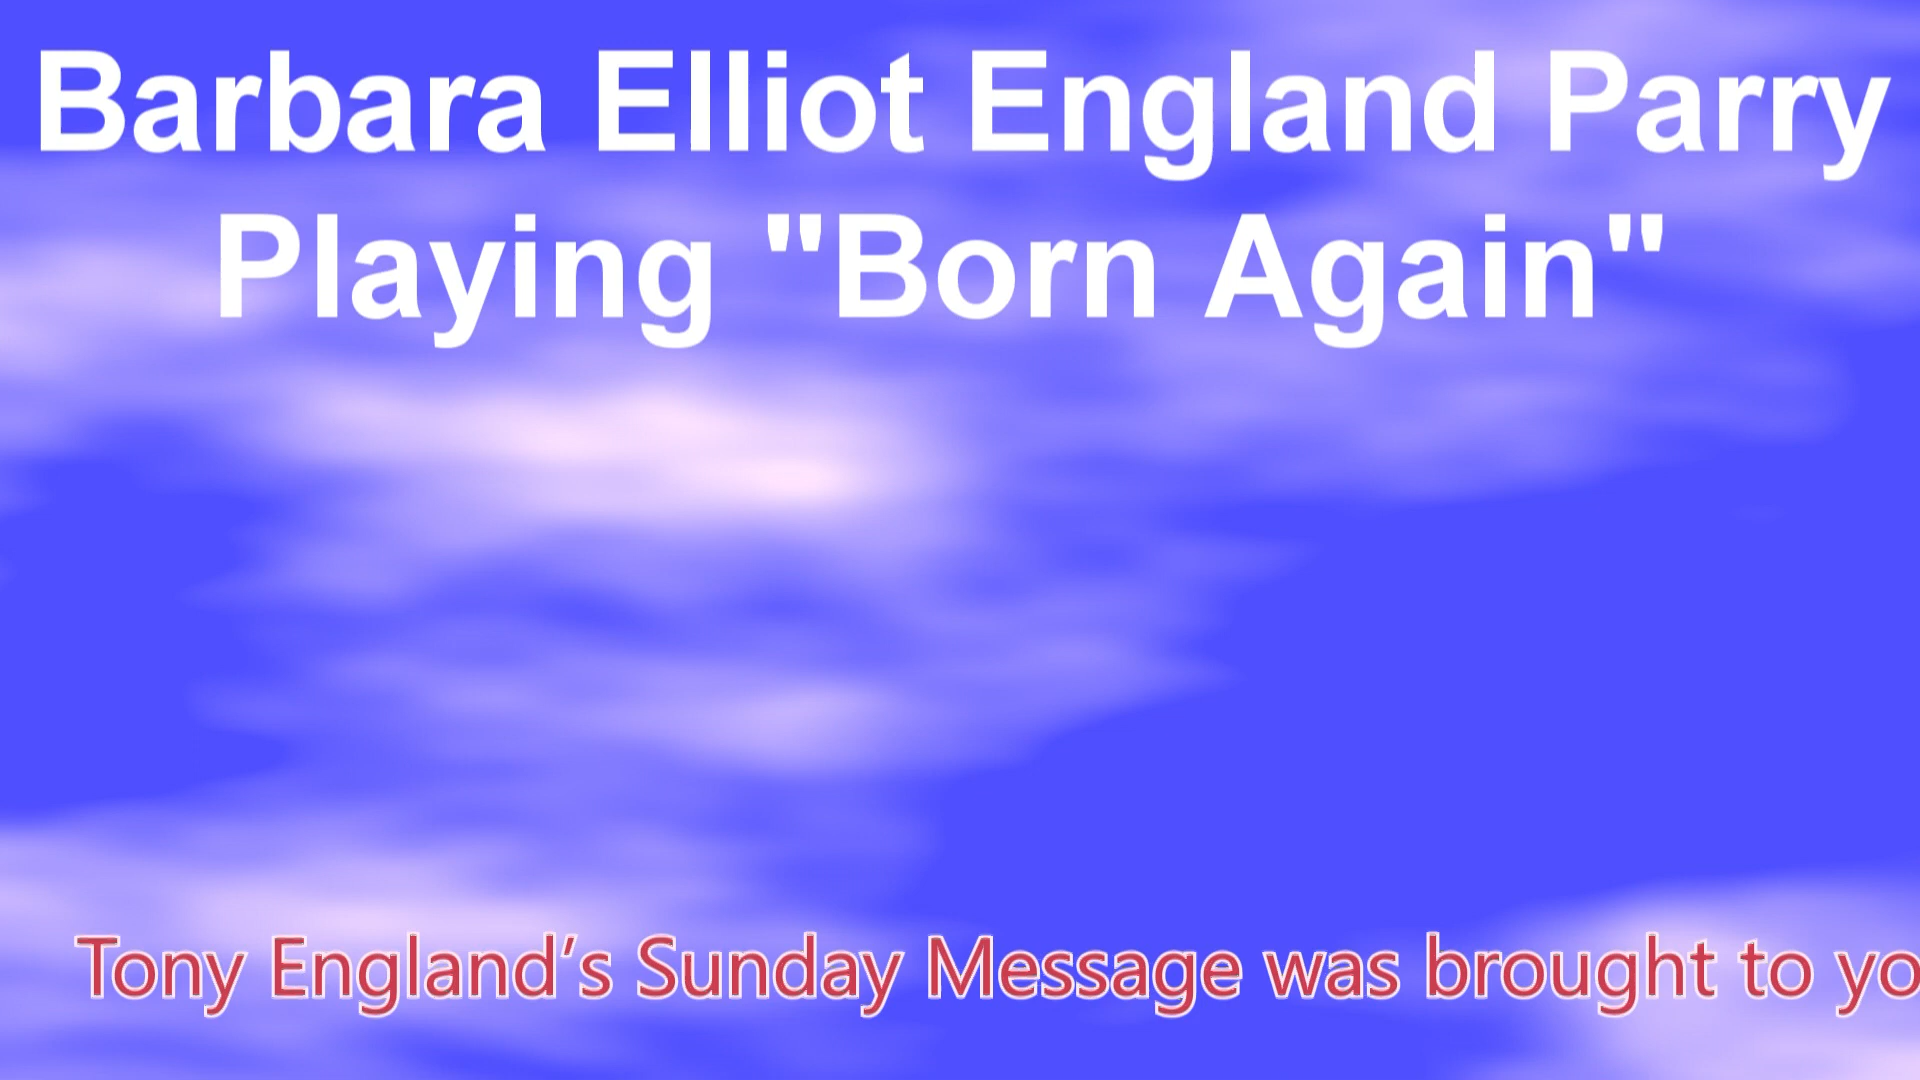 Barbara Elliot England Parry
Playing "Born Again"
Tony England’s Sunday Message was brought to yo